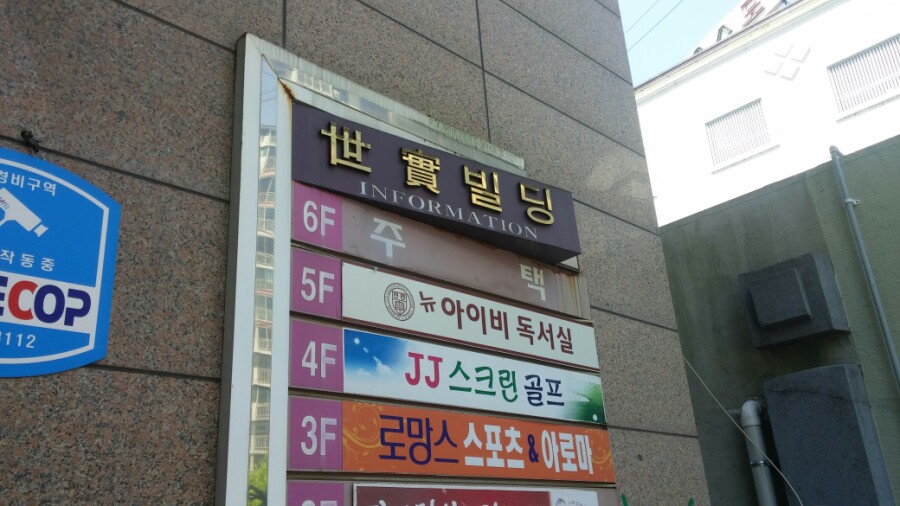 世實빌딩
INFORMATION
6F 주택
5F 뉴 아이비 독서실
4F JJ 스크린 골프
3F 로망스 스포츠 & 아로마
경비구역
작동중
ECOP
3112